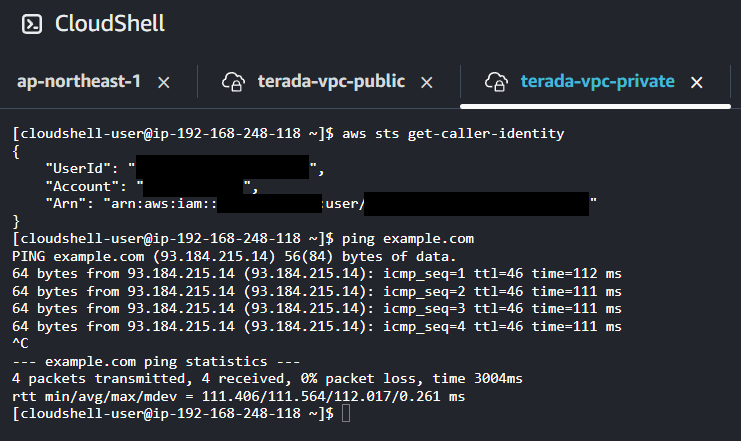 CloudShell
ap-northeast-1 × terada-vpc-public × terada-vpc-private ×
[cloudshell-user@ip-192-168-248-118 ~]$ aws sts get-caller-identity
{
    "UserId": "                    ",
    "Account": "            ",
    "Arn": "arn:aws:iam::            :user/                          "
}
[cloudshell-user@ip-192-168-248-118 ~]$ ping example.com
PING example.com (93.184.215.14) 56(84) bytes of data.
64 bytes from 93.184.215.14 (93.184.215.14): icmp_seq=1 ttl=46 time=112 ms
64 bytes from 93.184.215.14 (93.184.215.14): icmp_seq=2 ttl=46 time=111 ms
64 bytes from 93.184.215.14 (93.184.215.14): icmp_seq=3 ttl=46 time=111 ms
64 bytes from 93.184.215.14 (93.184.215.14): icmp_seq=4 ttl=46 time=111 ms
^C
--- example.com ping statistics ---
4 packets transmitted, 4 received, 0% packet loss, time 3004ms
rtt min/avg/max/mdev = 111.406/111.564/112.017/0.261 ms
[cloudshell-user@ip-192-168-248-118 ~]$